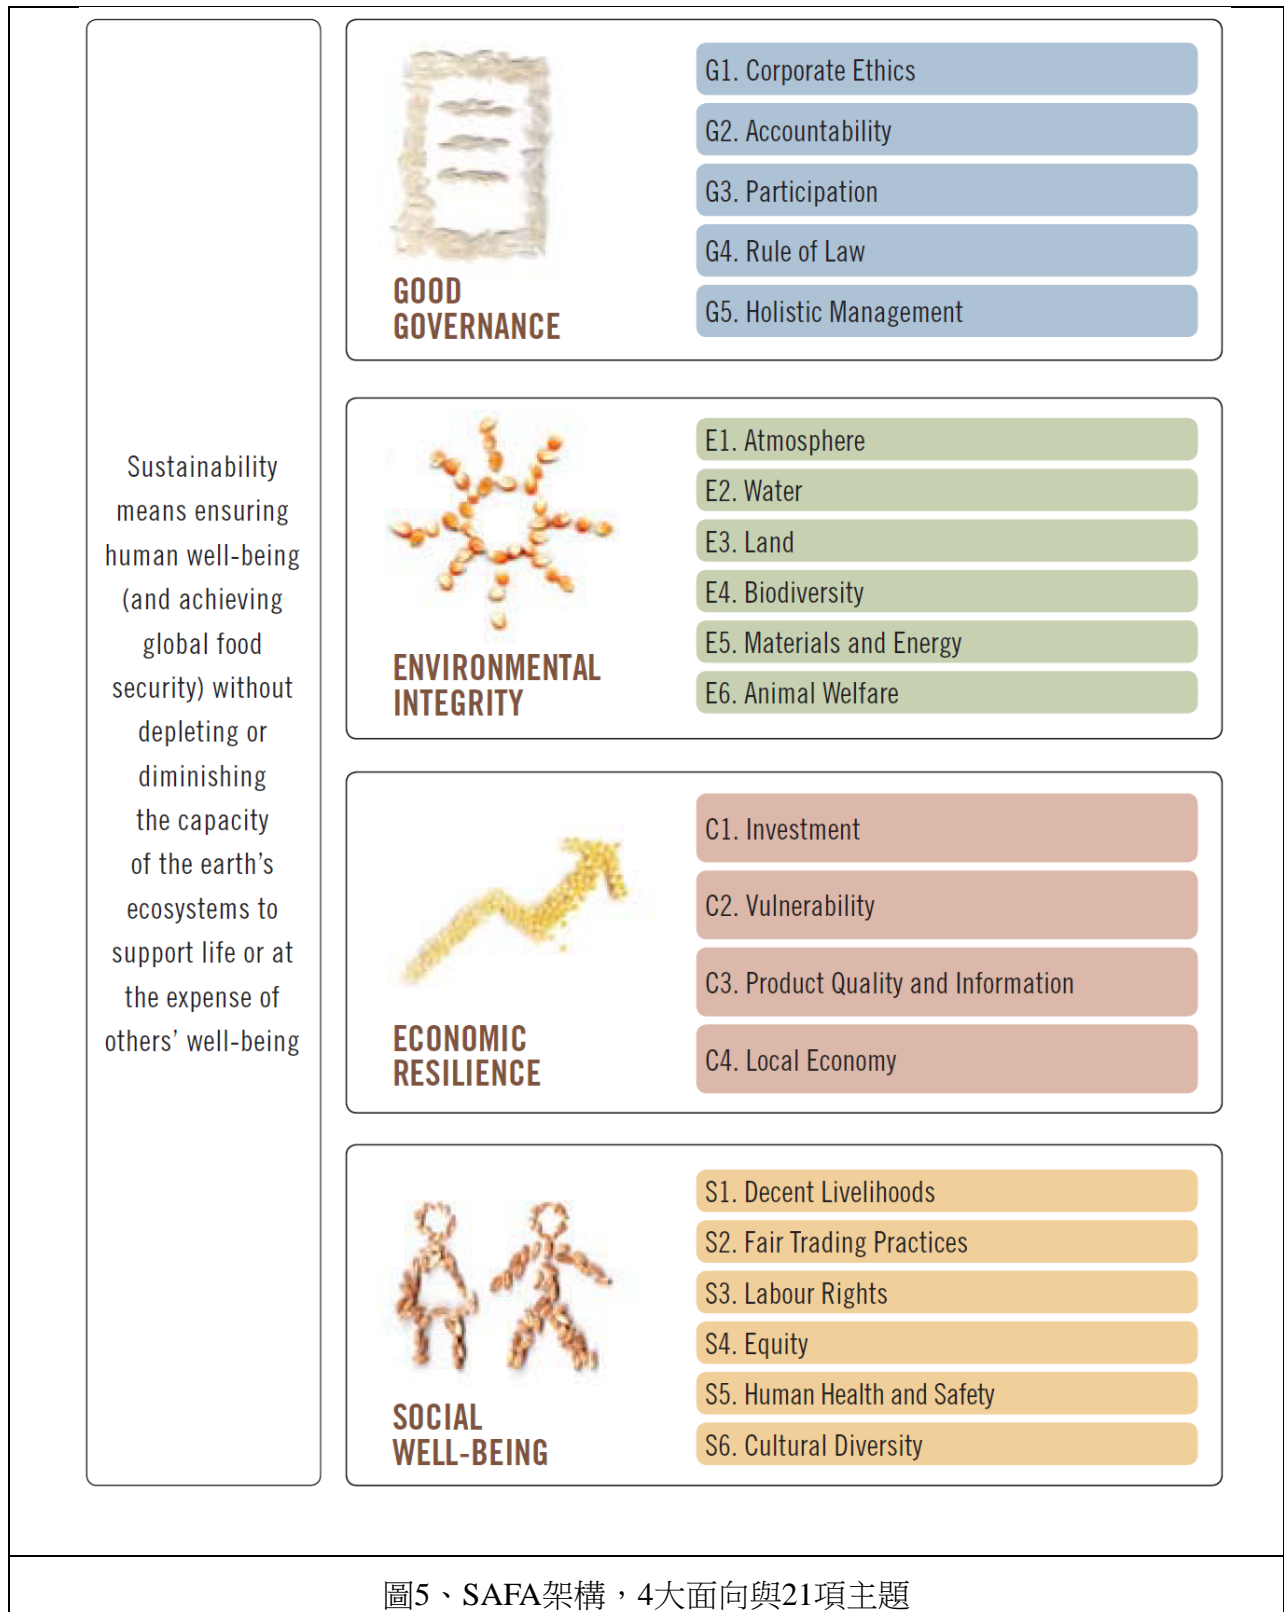 Sustainability
means ensuring
human well-being
(and achieving
global food
security) without
depleting or
diminishing
the capacity
of the earth's
ecosystems to
support life or at
the expense of
others' well-being
GOOD
GOVERNANCE
G1. Corporate Ethics
G2. Accountability
G3. Participation
G4. Rule of Law
G5. Holistic Management
ENVIRONMENTAL
INTEGRITY
E1. Atmosphere
E2. Water
E3. Land
E4. Biodiversity
E5. Materials and Energy
E6. Animal Welfare
ECONOMIC
RESILIENCE
C1. Investment
C2. Vulnerability
C3. Product Quality and Information
C4. Local Economy
SOCIAL
WELL-BEING
S1. Decent Livelihoods
S2. Fair Trading Practices
S3. Labour Rights
S4. Equity
S5. Human Health and Safety
S6. Cultural Diversity
圖5、SAFA架構，4大面向與21項主題